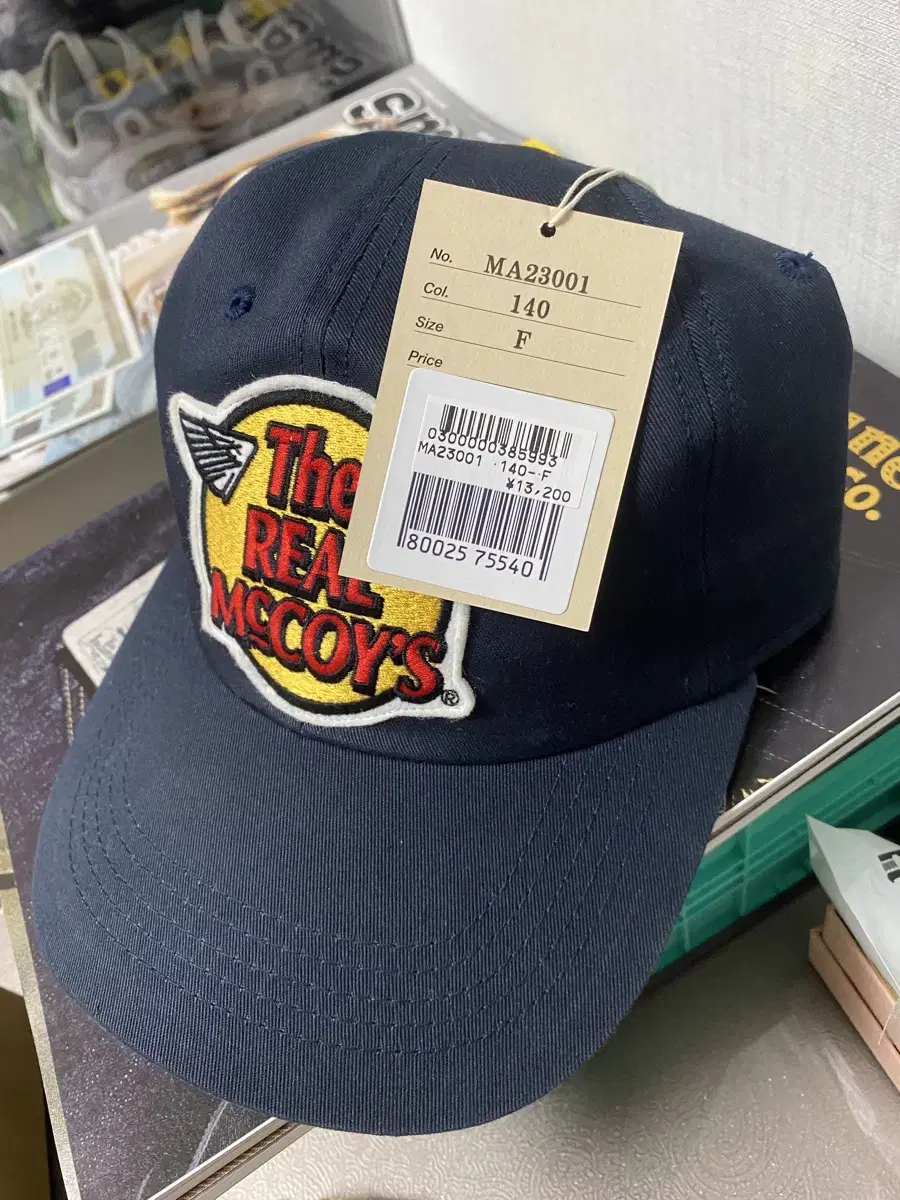 No. MA23001
Col. 140
Size F
Price
0300000385993
MA23001 140-F
¥13,200
80025 75540
The
REAL
McCOY'S
®